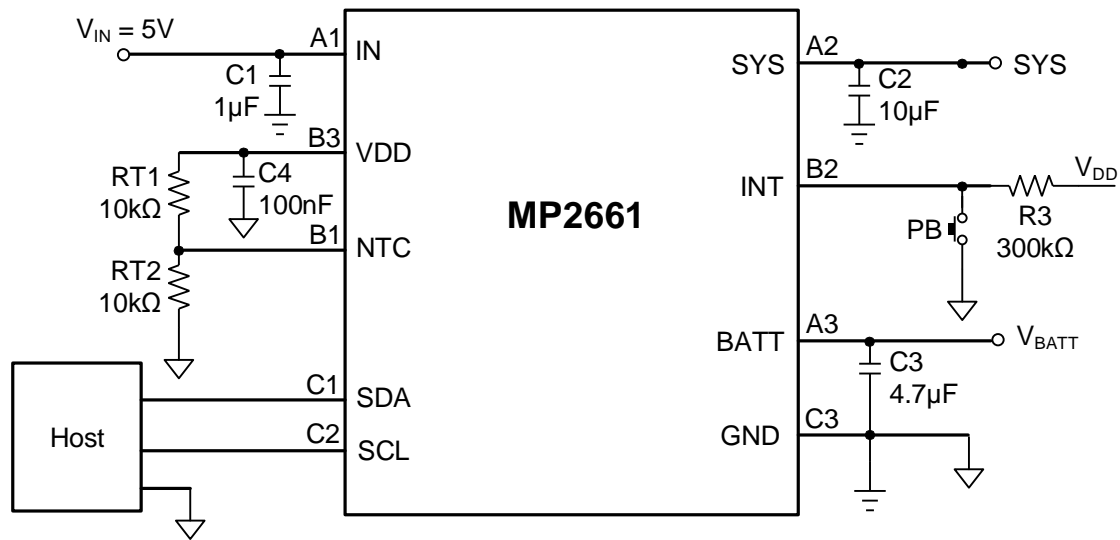 V_IN = 5V
A1
IN
C1
1µF
B3
VDD
RT1
10kΩ
C4
100nF
B1
NTC
RT2
10kΩ
Host
C1
SDA
C2
SCL
MP2661
SYS
A2
SYS
C2
10µF
INT
B2
V_DD
PB
R3
300kΩ
BATT
A3
V_BATT
C3
4.7µF
GND
C3